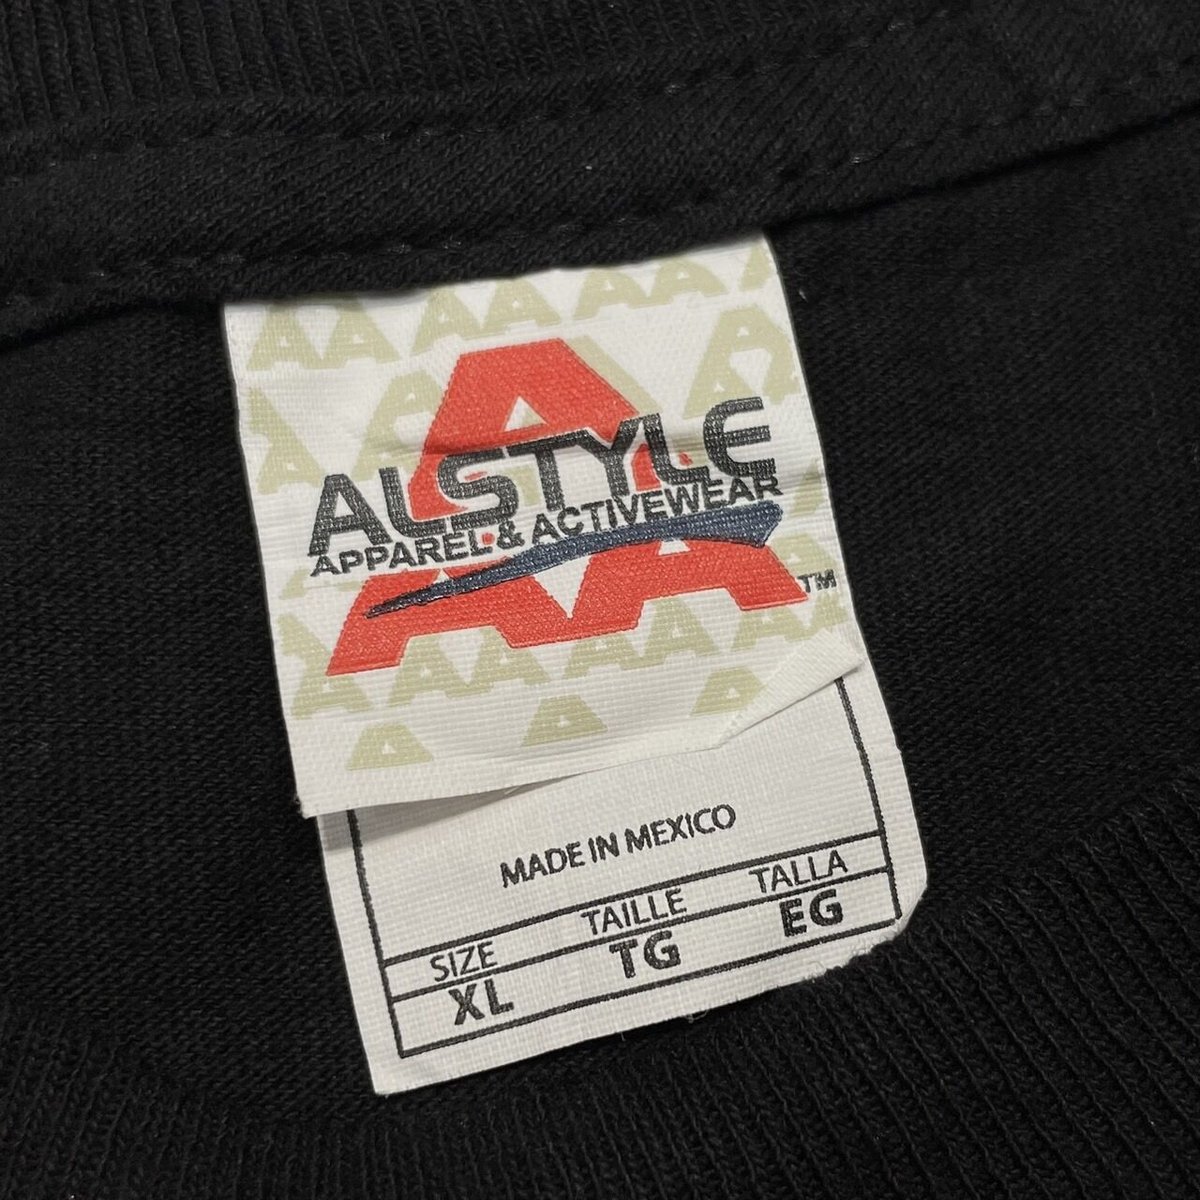 ALSTYLE
APPAREL & ACTIVEWEAR
TM
MADE IN MEXICO
SIZE TAILLE TALLA
XL TG EG